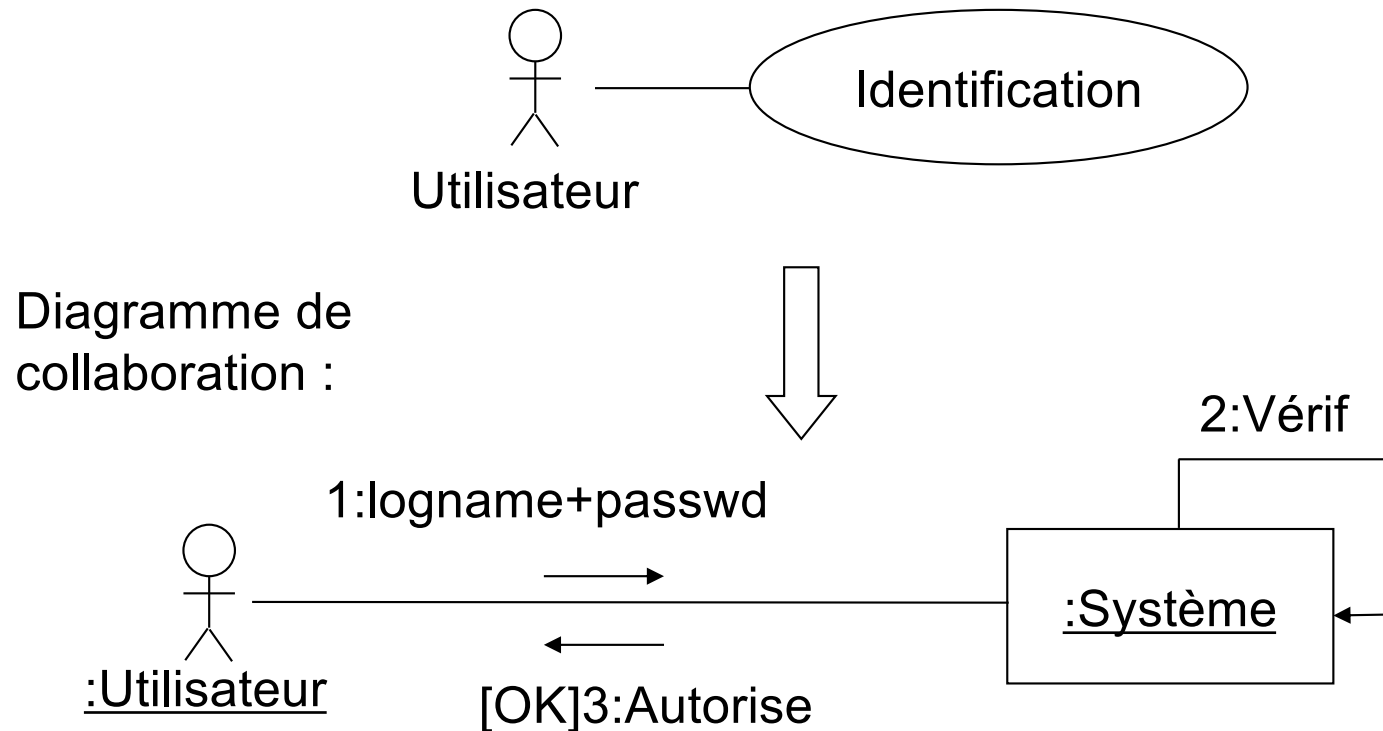 Identification
Utilisateur
Diagramme de
collaboration :
2:Vérif
1:logname+passwd
:Système
:Utilisateur
[OK]3:Autorise